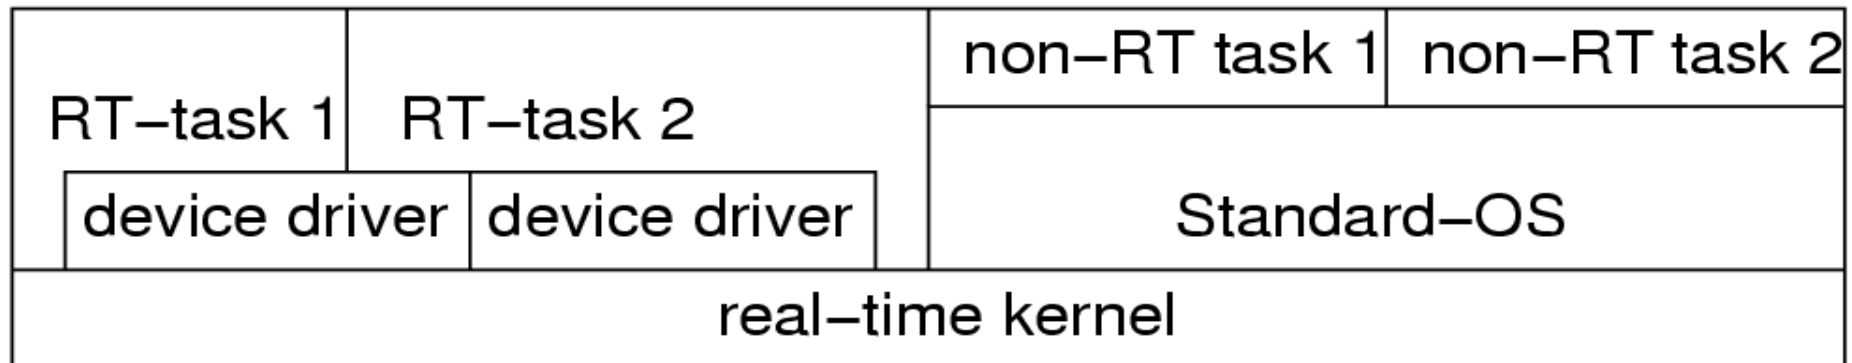 non−RT task 1
non−RT task 2
RT−task 1
RT−task 2
device driver
device driver
Standard−OS
real−time kernel